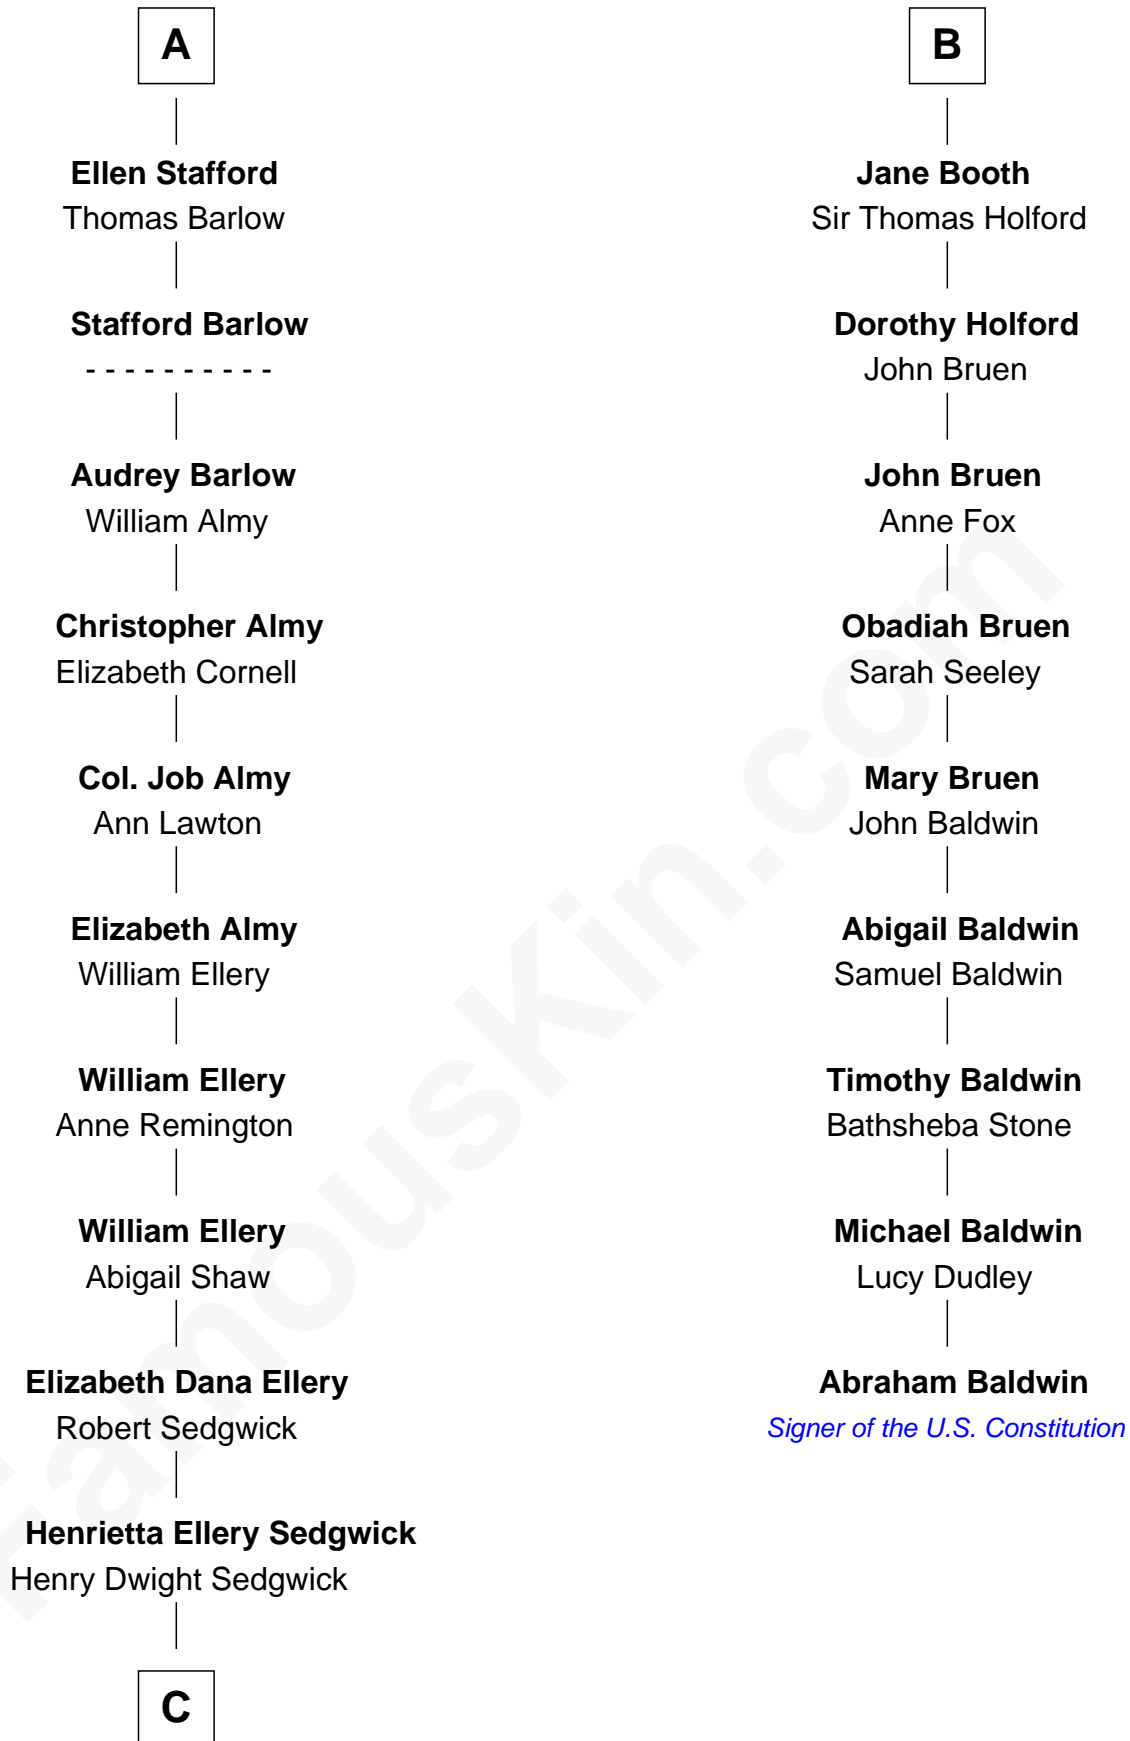 A
Ellen Stafford
Thomas Barlow
Stafford Barlow
- - - - - - - - - -
Audrey Barlow
William Almy
Christopher Almy
Elizabeth Cornell
Col. Job Almy
Ann Lawton
Elizabeth Almy
William Ellery
William Ellery
Anne Remington
William Ellery
Abigail Shaw
Elizabeth Dana Ellery
Robert Sedgwick
Henrietta Ellery Sedgwick
Henry Dwight Sedgwick
C
B
Jane Booth
Sir Thomas Holford
Dorothy Holford
John Bruen
John Bruen
Anne Fox
Obadiah Bruen
Sarah Seeley
Mary Bruen
John Baldwin
Abigail Baldwin
Samuel Baldwin
Timothy Baldwin
Bathsheba Stone
Michael Baldwin
Lucy Dudley
Abraham Baldwin
Signer of the U.S. Constitution
FamousKin.com